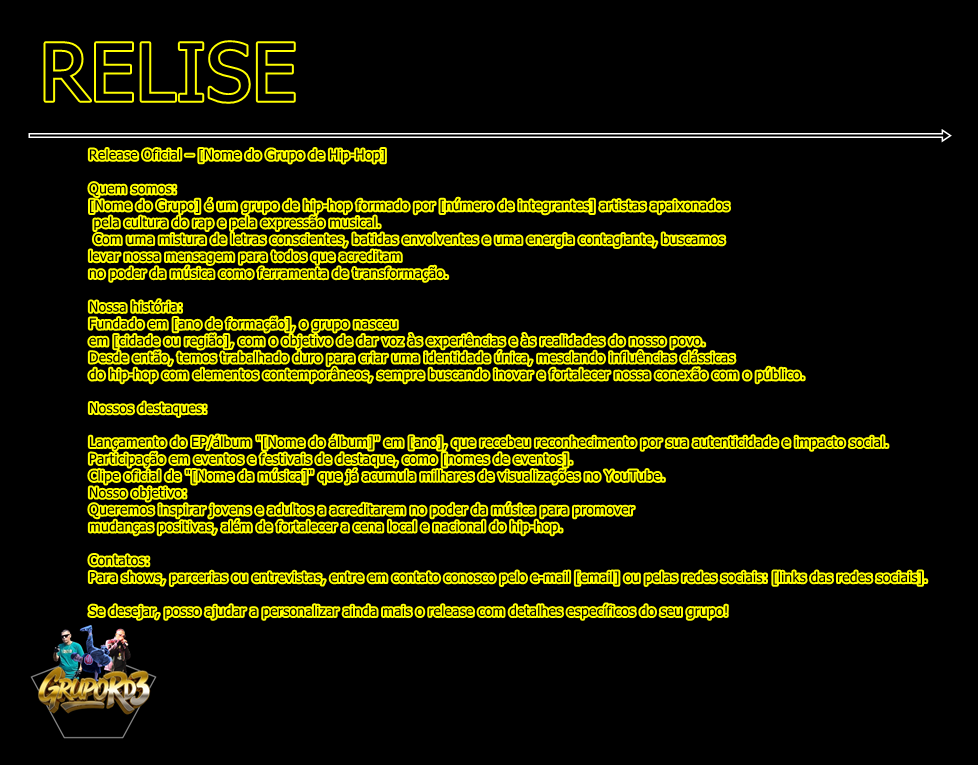 RELISE
Release Oficial – [Nome do Grupo de Hip-Hop]
Quem somos:
[Nome do Grupo] é um grupo de hip-hop formado por [número de integrantes] artistas apaixonados
pela cultura do rap e pela expressão musical.
Com uma mistura de letras conscientes, batidas envolventes e uma energia contagiante, buscamos
levar nossa mensagem para todos que acreditam
no poder da música como ferramenta de transformação.
Nossa história:
Fundado em [ano de formação], o grupo nasceu
em [cidade ou região], com o objetivo de dar voz às experiências e às realidades do nosso povo.
Desde então, temos trabalhado duro para criar uma identidade única, mesclando influências clássicas
do hip-hop com elementos contemporâneos, sempre buscando inovar e fortalecer nossa conexão com o público.
Nossos destaques:
Lançamento do EP/álbum "[Nome do álbum]" em [ano], que recebeu reconhecimento por sua autenticidade e impacto social.
Participação em eventos e festivais de destaque, como [nomes de eventos].
Clipe oficial de "[Nome da música]" que já acumula milhares de visualizações no YouTube.
Nosso objetivo:
Queremos inspirar jovens e adultos a acreditarem no poder da música para promover
mudanças positivas, além de fortalecer a cena local e nacional do hip-hop.
Contatos:
Para shows, parcerias ou entrevistas, entre em contato conosco pelo e-mail [email] ou pelas redes sociais: [links das redes sociais].
Se desejar, posso ajudar a personalizar ainda mais o release com detalhes específicos do seu grupo!
GRUPORD3